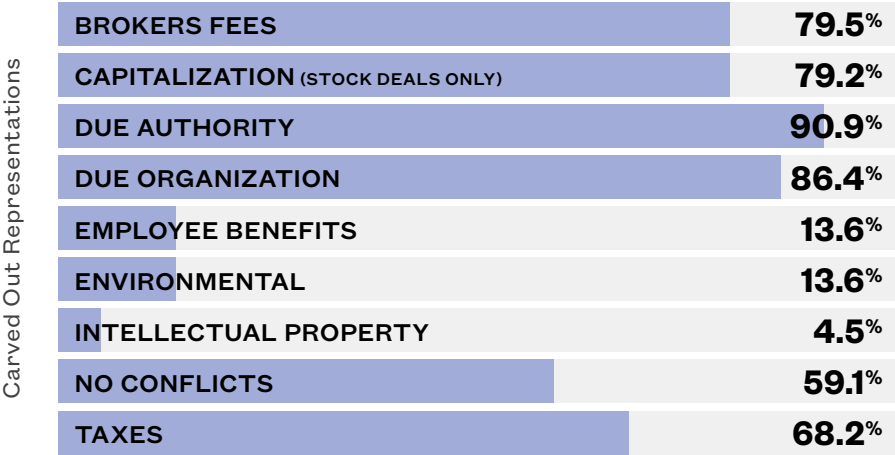 Carved Out Representations
BROKERS FEES 79.5%
CAPITALIZATION (STOCK DEALS ONLY) 79.2%
DUE AUTHORITY 90.9%
DUE ORGANIZATION 86.4%
EMPLOYEE BENEFITS 13.6%
ENVIRONMENTAL 13.6%
INTELLECTUAL PROPERTY 4.5%
NO CONFLICTS 59.1%
TAXES 68.2%